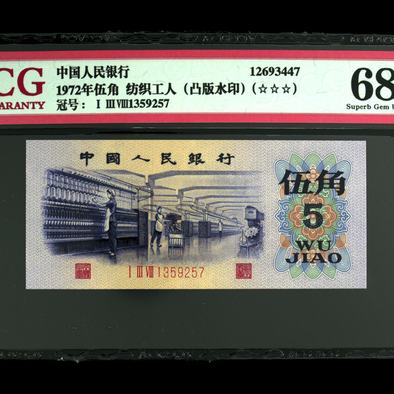 CG
ARANTY
中国人民银行
12693447
1972年伍角 纺织工人（凸版水印）(☆☆☆)
冠号： Ⅰ Ⅲ Ⅷ1359257
68
Superb Gem
中國人民銀行
伍角
5
WU
JIAO
Ⅰ Ⅲ Ⅷ 1359257